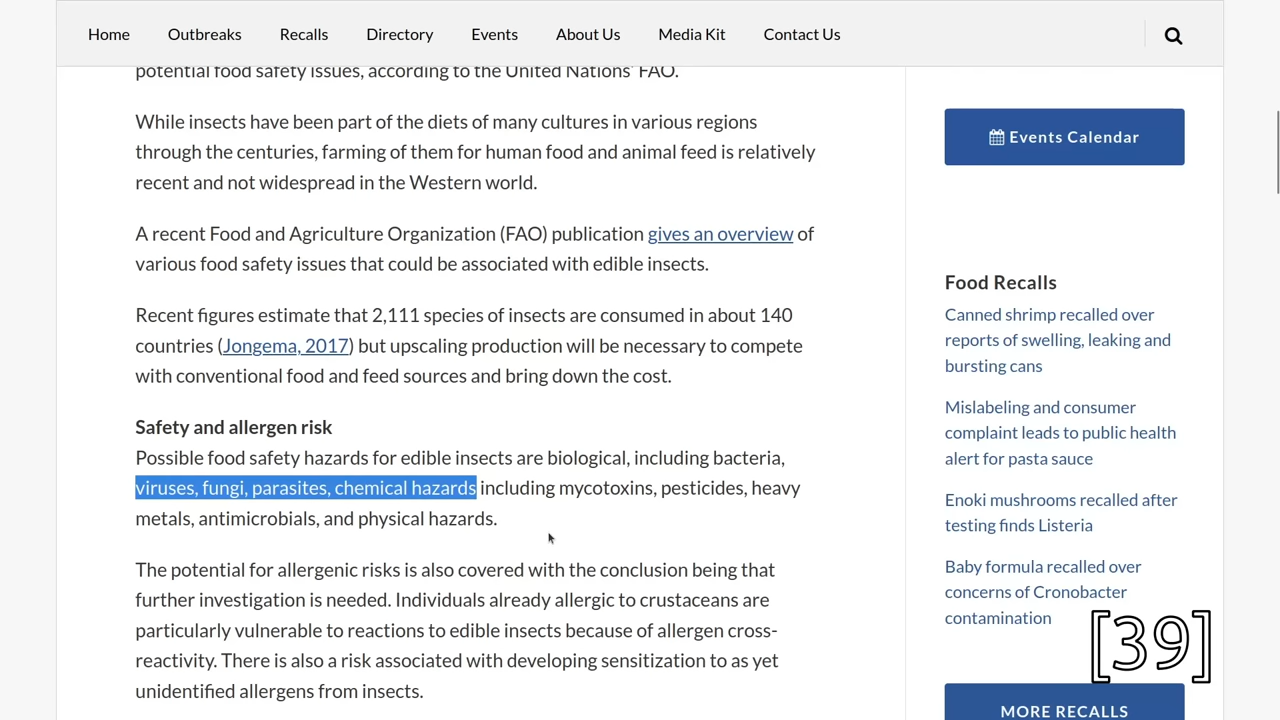 Home Outbreaks Recalls Directory Events About Us Media Kit Contact Us
potential food safety issues, according to the United Nations' FAO.
While insects have been part of the diets of many cultures in various regions
through the centuries, farming of them for human food and animal feed is relatively
recent and not widespread in the Western world.
A recent Food and Agriculture Organization (FAO) publication gives an overview of
various food safety issues that could be associated with edible insects.
Recent figures estimate that 2,111 species of insects are consumed in about 140
countries (Jongema, 2017) but upscaling production will be necessary to compete
with conventional food and feed sources and bring down the cost.
Safety and allergen risk
Possible food safety hazards for edible insects are biological, including bacteria,
viruses, fungi, parasites, chemical hazards including mycotoxins, pesticides, heavy
metals, antimicrobials, and physical hazards.
The potential for allergenic risks is also covered with the conclusion being that
further investigation is needed. Individuals already allergic to crustaceans are
particularly vulnerable to reactions to edible insects because of allergen cross-
reactivity. There is also a risk associated with developing sensitization to as yet
unidentified allergens from insects.
Events Calendar
Food Recalls
Canned shrimp recalled over
reports of swelling, leaking and
bursting cans
Mislabeling and consumer
complaint leads to public health
alert for pasta sauce
Enoki mushrooms recalled after
testing finds Listeria
Baby formula recalled over
concerns of Cronobacter
contamination
[39]
MORE RECALLS